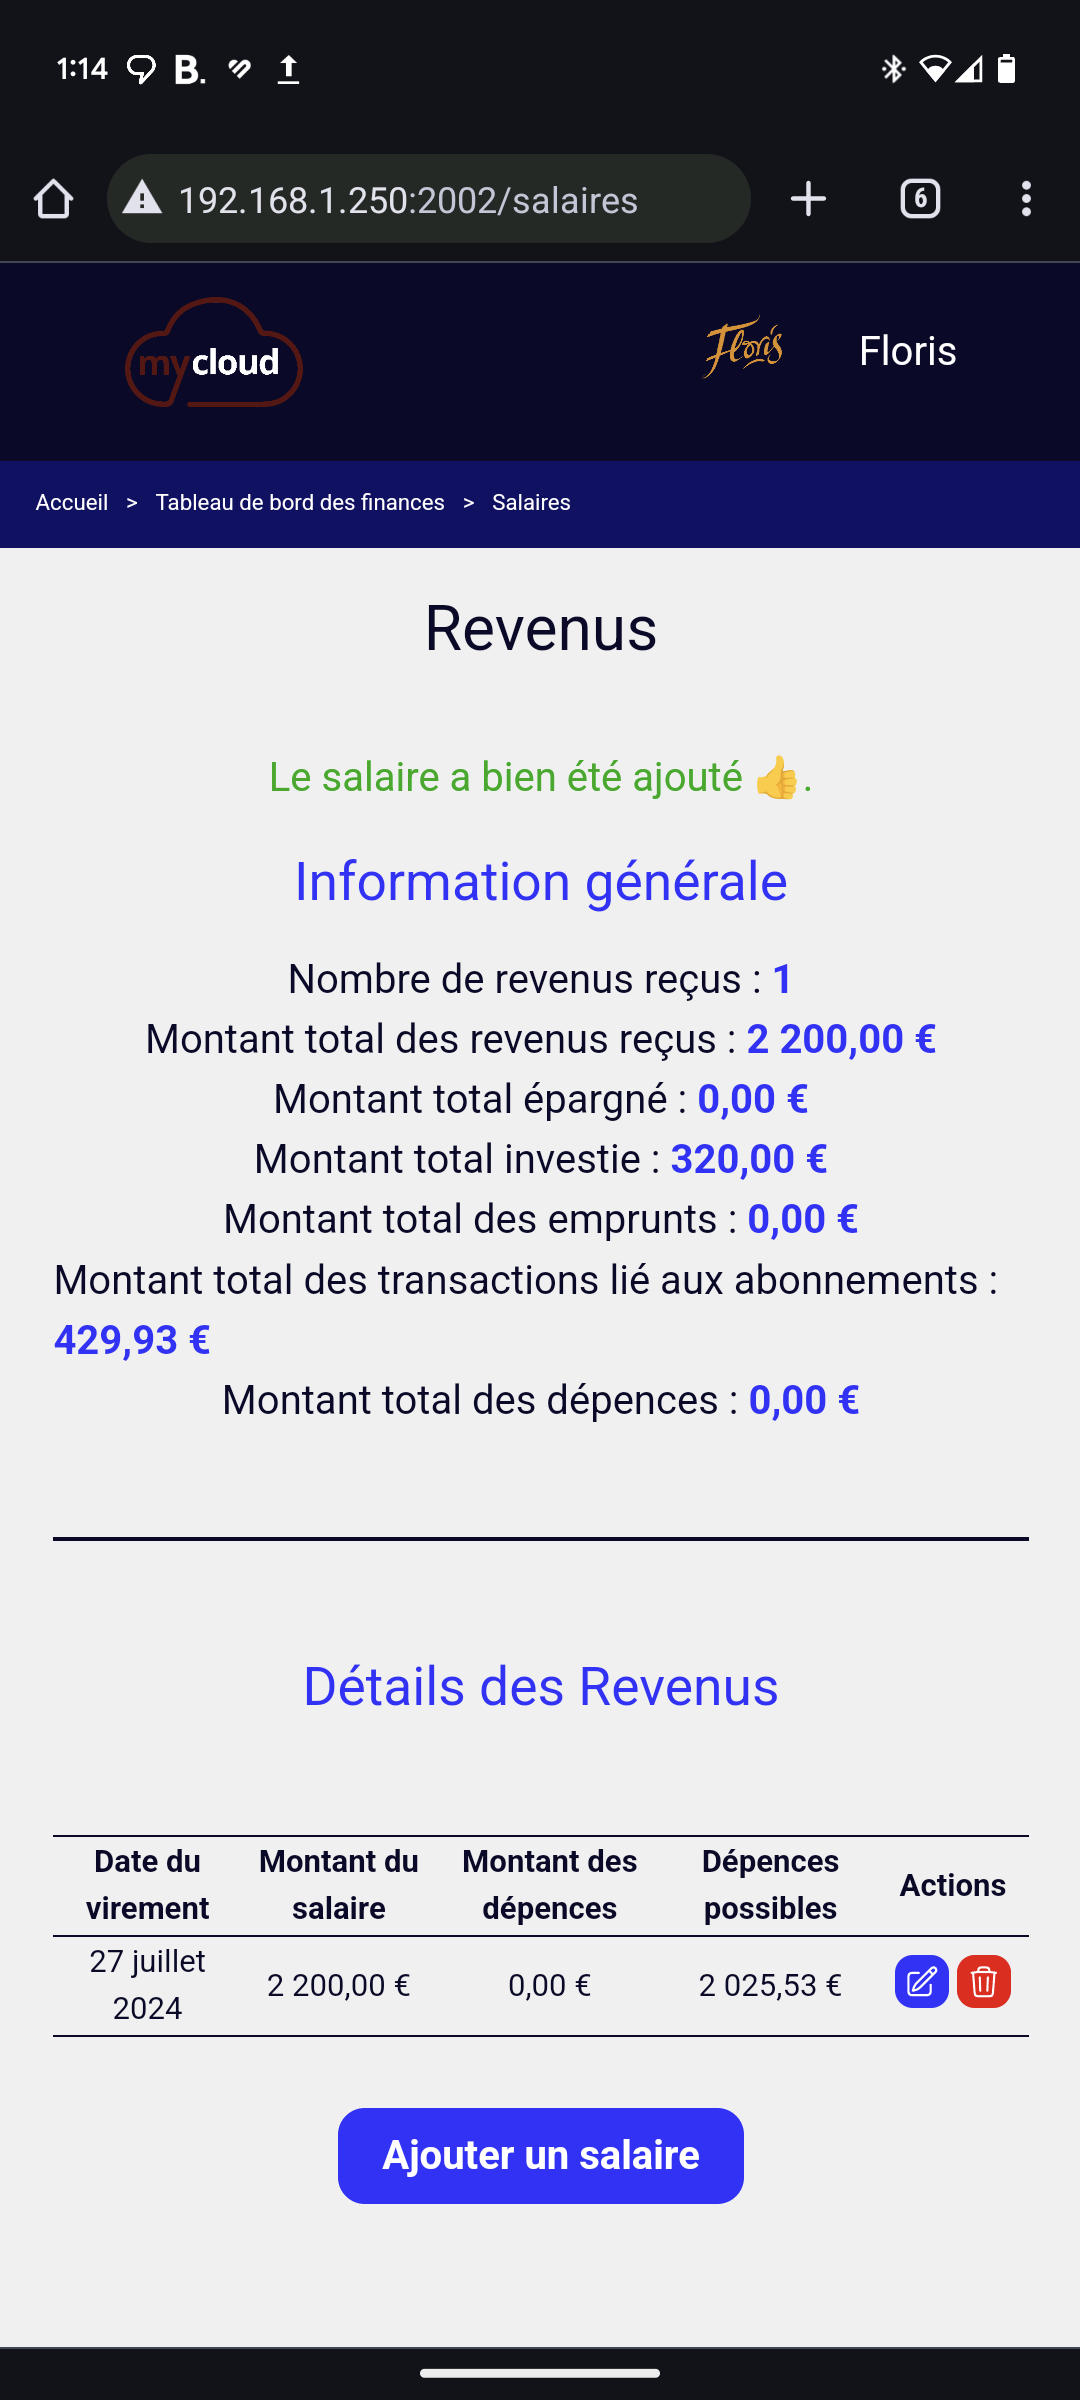 1:14 B.
192.168.1.250:2002/salaires 6
mycloud Floris Floris
Accueil > Tableau de bord des finances > Salaires
Revenus
Le salaire a bien été ajouté 👍.
Information générale
Nombre de revenus reçus : 1
Montant total des revenus reçus : 2 200,00 €
Montant total épargné : 0,00 €
Montant total investie : 320,00 €
Montant total des emprunts : 0,00 €
Montant total des transactions lié aux abonnements :
429,93 €
Montant total des dépences : 0,00 €
Détails des Revenus
Date du virement Montant du salaire Montant des dépences Dépences possibles Actions
27 juillet 2024 2 200,00 € 0,00 € 2 025,53 €
Ajouter un salaire